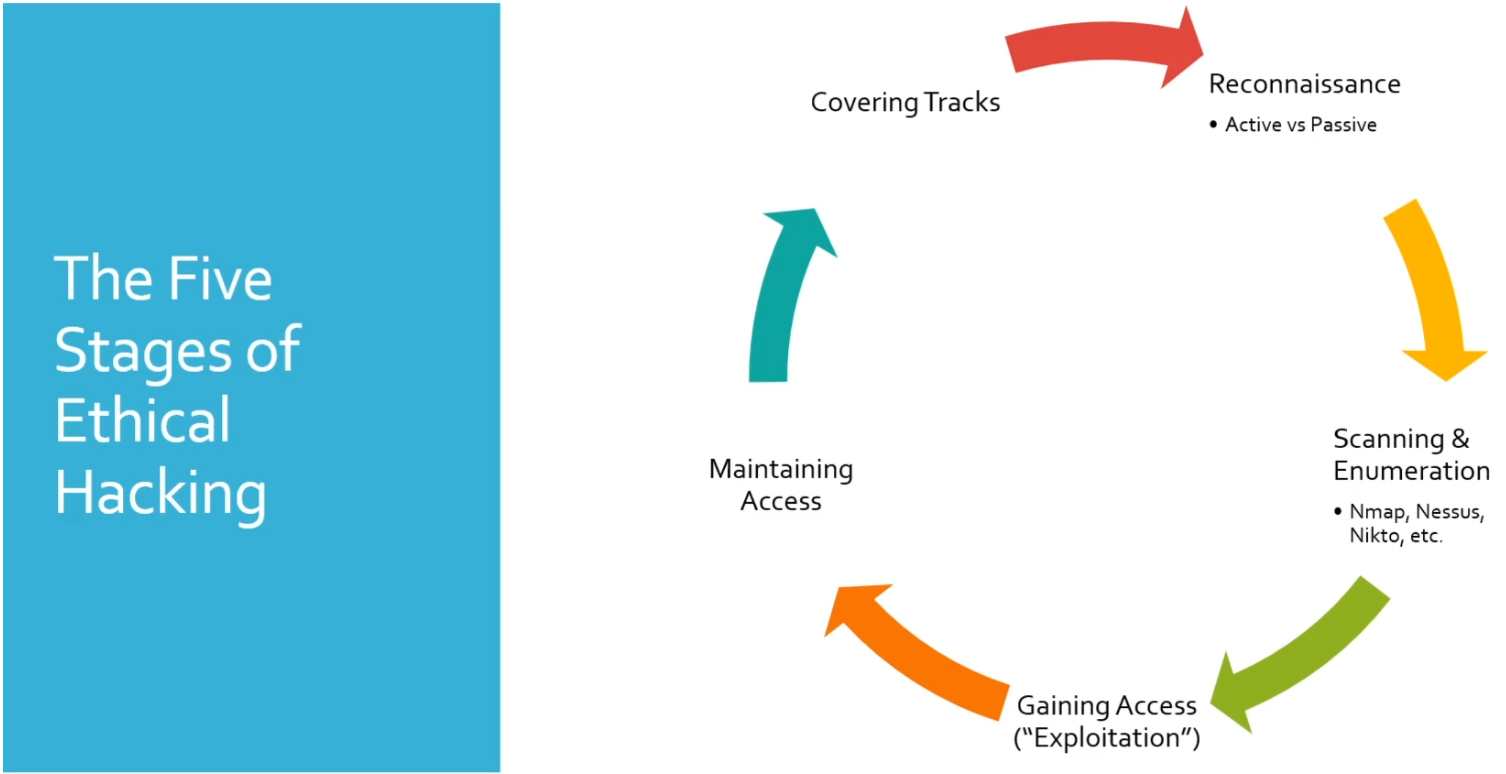 The Five
Stages of
Ethical
Hacking
Reconnaissance
• Active vs Passive
Scanning &
Enumeration
• Nmap, Nessus,
Nikto, etc.
Gaining Access
(“Exploitation”)
Maintaining
Access
Covering Tracks